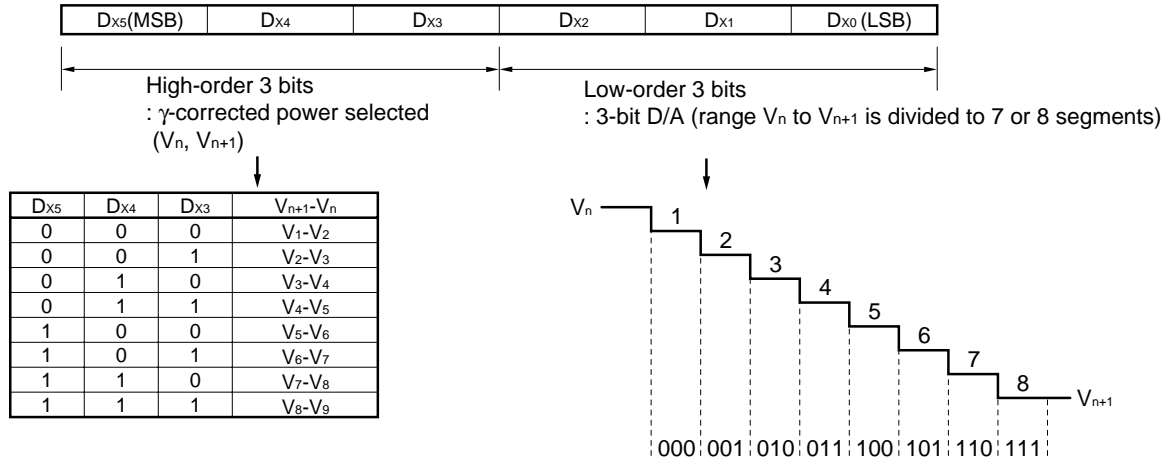 DX5(MSB) DX4 DX3 DX2 DX1 DX0 (LSB)
High-order 3 bits
: γ-corrected power selected
(Vn, Vn+1)
Low-order 3 bits
: 3-bit D/A (range Vn to Vn+1 is divided to 7 or 8 segments)
DX5 DX4 DX3 Vn+1-Vn
0 0 0 V1-V2
0 0 1 V2-V3
0 1 0 V3-V4
0 1 1 V4-V5
1 0 0 V5-V6
1 0 1 V6-V7
1 1 0 V7-V8
1 1 1 V8-V9
Vn
1
2
3
4
5
6
7
8
Vn+1
000 001 010 011 100 101 110 111